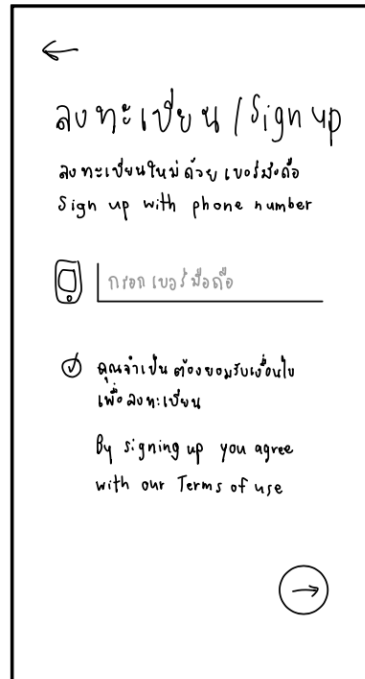 ลงทะเบียน / Sign up
ลงทะเบียนใหม่ด้วย เบอร์มือถือ
Sign up with phone number
กรอก เบอร์มือถือ
คุณจำเป็น ต้องยอมรับเงื่อนไข
เพื่อลงทะเบียน
By signing up you agree
with our Terms of use